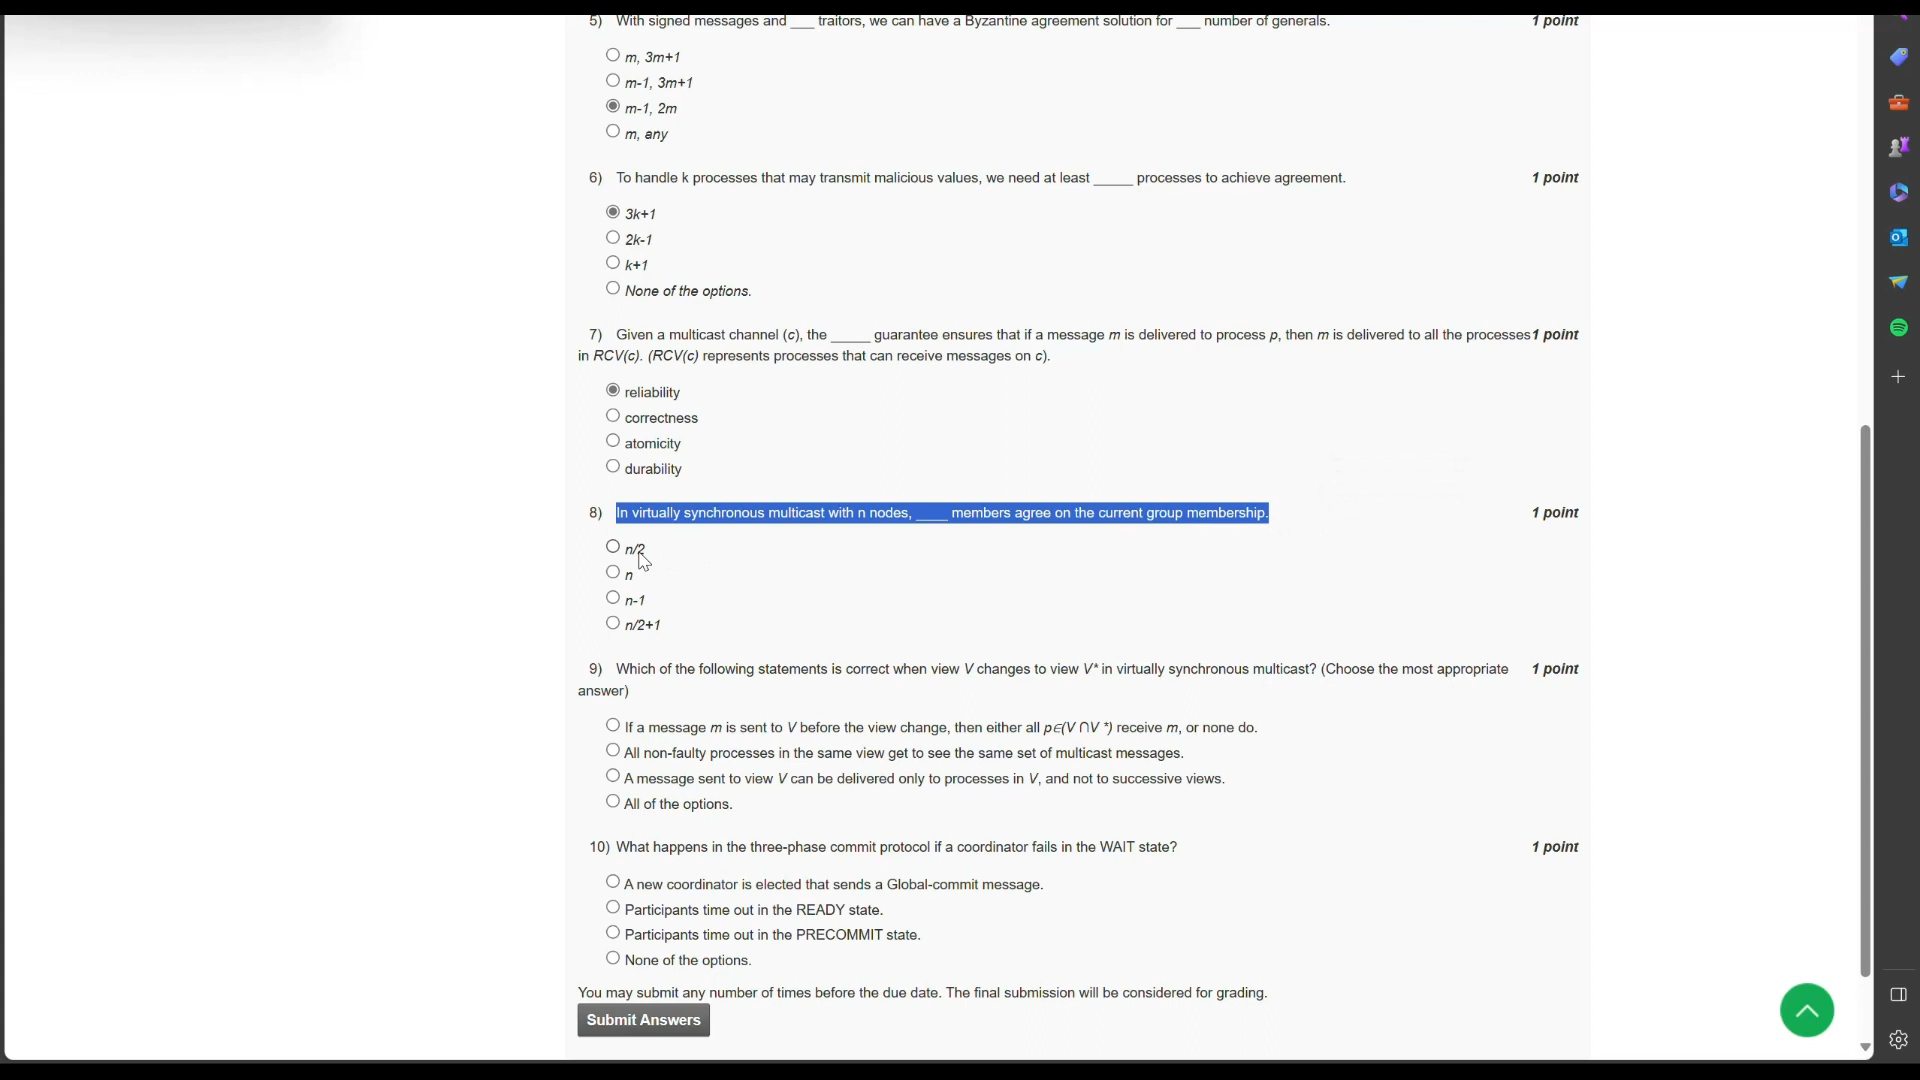 5) With signed messages and ___ traitors, we can have a Byzantine agreement solution for ___ number of generals. 1 point
m, 3m+1
m-1, 3m+1
m-1, 2m
m, any
6) To handle k processes that may transmit malicious values, we need at least _____ processes to achieve agreement. 1 point
3k+1
2k-1
k+1
None of the options.
7) Given a multicast channel (c), the _____ guarantee ensures that if a message m is delivered to process p, then m is delivered to all the processes 1 point
in RCV(c). (RCV(c) represents processes that can receive messages on c).
reliability
correctness
atomicity
durability
8) In virtually synchronous multicast with n nodes, ____ members agree on the current group membership. 1 point
n/2
n
n-1
n/2+1
9) Which of the following statements is correct when view V changes to view V* in virtually synchronous multicast? (Choose the most appropriate 1 point
answer)
If a message m is sent to V before the view change, then either all p∈(V ∩V *) receive m, or none do.
All non-faulty processes in the same view get to see the same set of multicast messages.
A message sent to view V can be delivered only to processes in V, and not to successive views.
All of the options.
10) What happens in the three-phase commit protocol if a coordinator fails in the WAIT state? 1 point
A new coordinator is elected that sends a Global-commit message.
Participants time out in the READY state.
Participants time out in the PRECOMMIT state.
None of the options.
You may submit any number of times before the due date. The final submission will be considered for grading.
Submit Answers